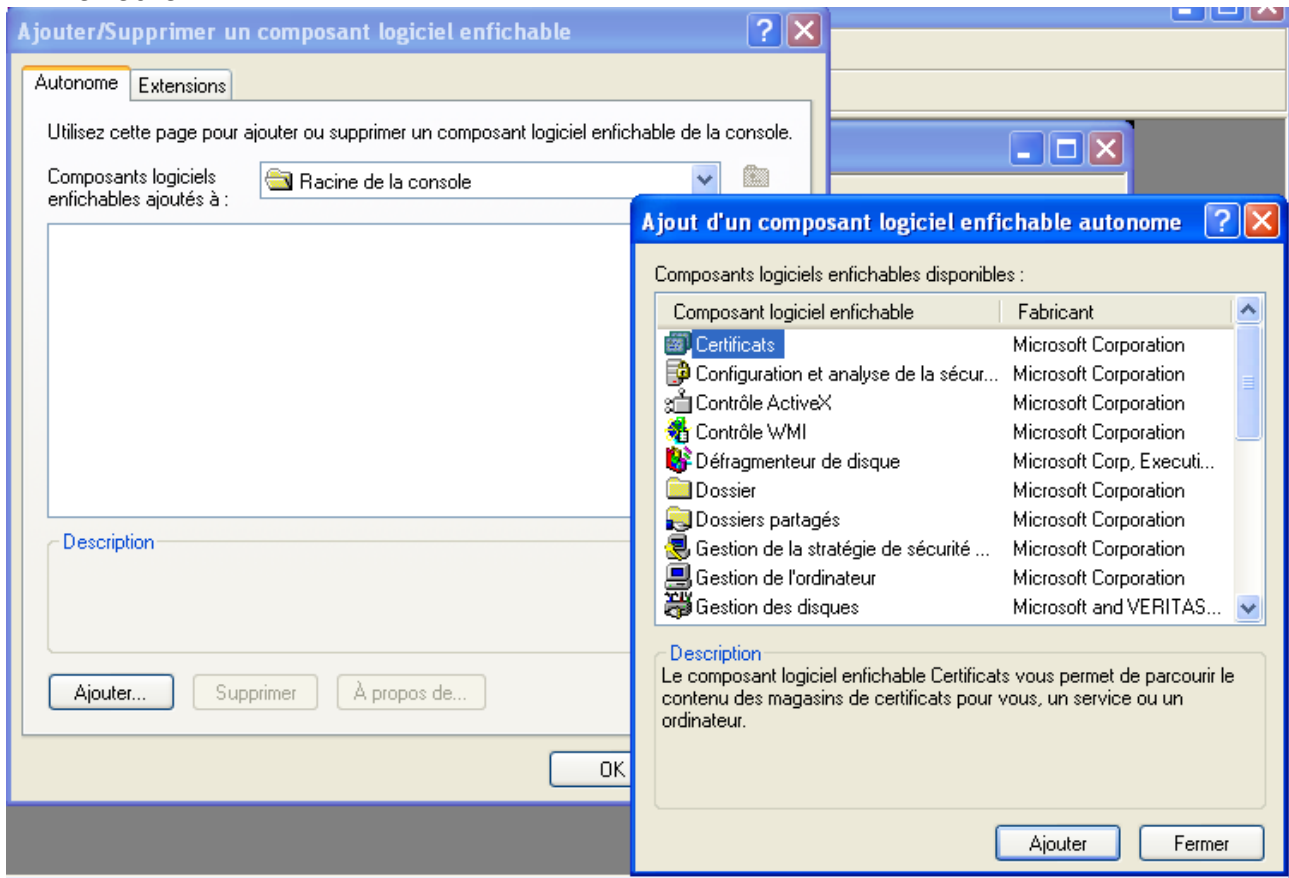 Ajouter/Supprimer un composant logiciel enfichable
Autonome
Extensions
Utilisez cette page pour ajouter ou supprimer un composant logiciel enfichable de la console.
Composants logiciels
enfichables ajoutés à :
Racine de la console
Description
Ajouter...
Supprimer
À propos de...
OK
Ajout d'un composant logiciel enfichable autonome
Composants logiciels enfichables disponibles :
Composant logiciel enfichable Fabricant
Certificats Microsoft Corporation
Configuration et analyse de la sécur... Microsoft Corporation
Contrôle ActiveX Microsoft Corporation
Contrôle WMI Microsoft Corporation
Défragmenteur de disque Microsoft Corp, Executi...
Dossier Microsoft Corporation
Dossiers partagés Microsoft Corporation
Gestion de la stratégie de sécurité ... Microsoft Corporation
Gestion de l'ordinateur Microsoft Corporation
Gestion des disques Microsoft and VERITAS...
Description
Le composant logiciel enfichable Certificats vous permet de parcourir le
contenu des magasins de certificats pour vous, un service ou un
ordinateur.
Ajouter
Fermer